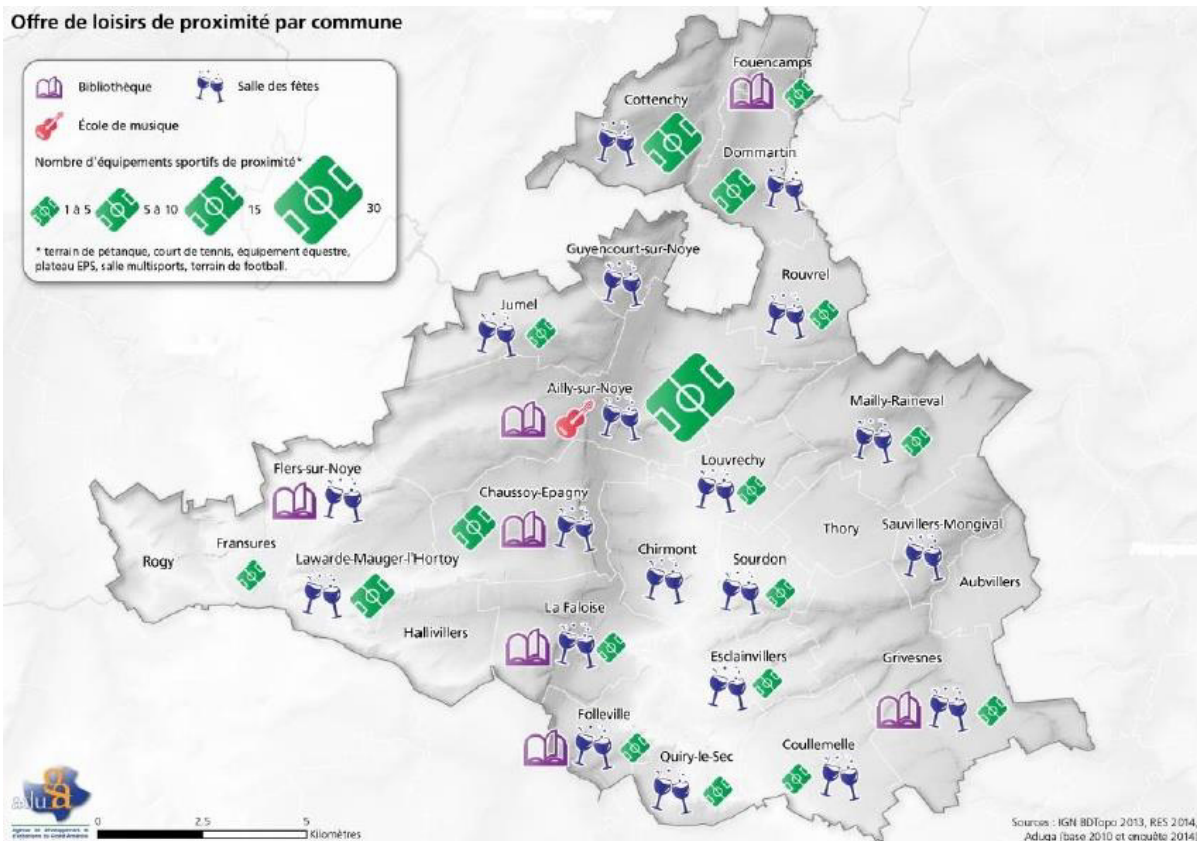 Offre de loisirs de proximité par commune
Bibliothèque
Salle des fêtes
École de musique
Nombre d'équipements sportifs de proximité*
1 à 5
5 à 10
15
30
* terrain de pétanque, court de tennis, équipement équestre,
plateau EPS, salle multisports, terrain de football.
Fouencamps
Cottenchy
Dommartin
Guyencourt-sur-Noye
Rouvrel
Jumel
Ailly-sur-Noye
Mailly-Raineval
Louvrechy
Flers-sur-Noye
Chaussoy-Epagny
Thory
Sauvillers-Mongival
Fransures
Rogy
Lawarde-Mauger-l'Hortoy
Chirmont
Sourdon
Aubvillers
La Faloise
Hallivillers
Esclainvillers
Grivesnes
Folleville
Quiry-le-Sec
Coullemelle
aduga
0
2.5
5
Kilomètres
Sources : IGN BDTopo 2013, RES 2014,
Aduga (base 2010 et enquête 2014)